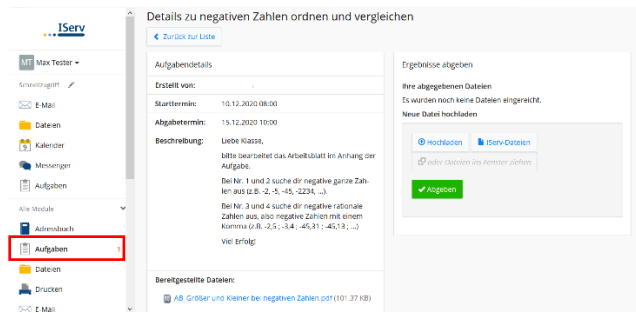 IServ
MT Max Tester
Schnellzugriff
E-Mail
Dateien
Kalender
Messenger
Aufgaben
Alle Module
Adressbuch
Aufgaben 1
Dateien
Drucken
E-Mail
Details zu negativen Zahlen ordnen und vergleichen
Zurück zur Liste
Aufgabendetails
Erstellt von:
Starttermin: 10.12.2020 08:00
Abgabetermin: 15.12.2020 10:00
Beschreibung: Liebe Klasse,
bitte bearbeitet das Arbeitsblatt im Anhang der
Aufgabe.
Bei Nr. 1 und 2 suche dir negative ganze Zah-
len aus (z.B. -2, -5, -45, -2234, ...).
Bei Nr. 3 und 4 suche dir negative rationale
Zahlen aus, also negative Zahlen mit einem
Komma (z.B. -2,5 ; -3,4 ; -45,31 ; -45,13 ; ...)
Viel Erfolg!
Bereitgestellte Dateien:
AB_Größer und Kleiner bei negativen Zahlen.pdf (101.37 KB)
Ergebnisse abgeben
Ihre abgegebenen Dateien
Es wurden noch keine Dateien eingereicht.
Neue Datei hochladen
Hochladen
IServ-Dateien
oder Dateien ins Fenster ziehen
Abgeben